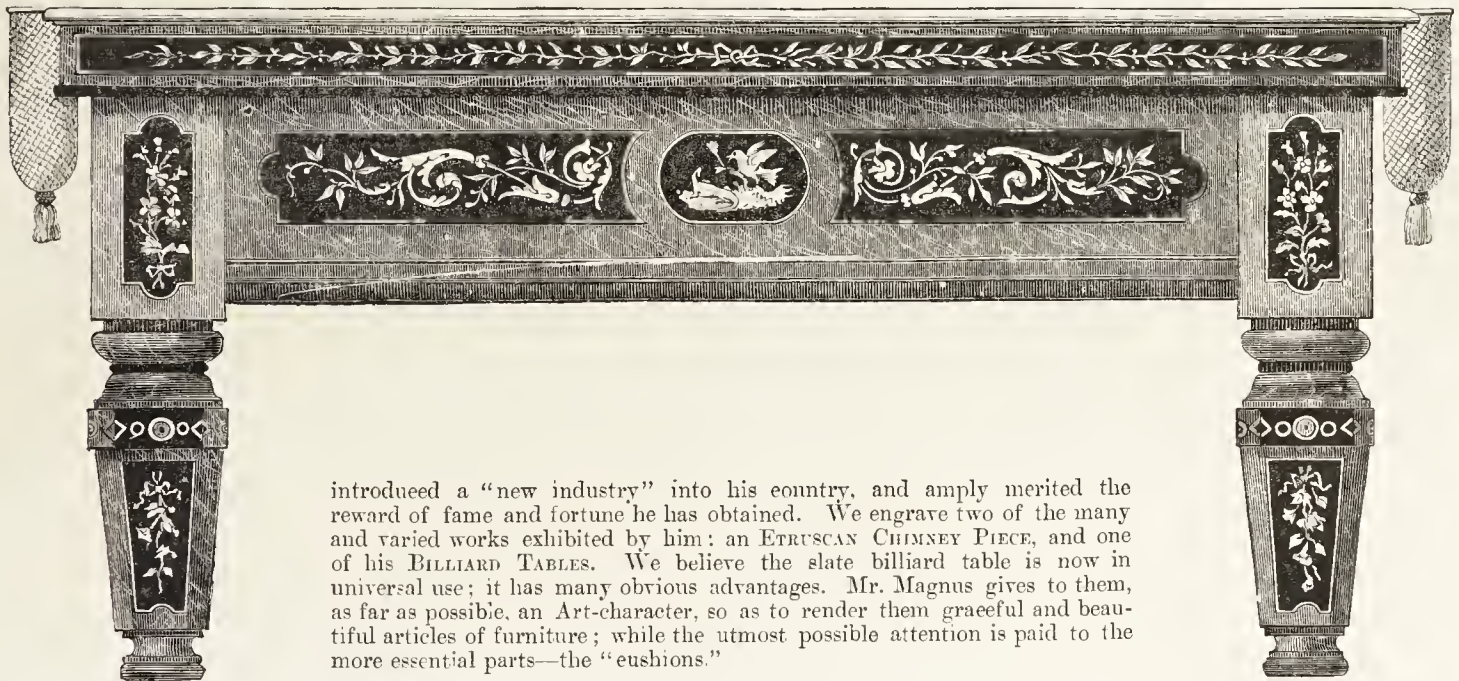 introduced a “new industry” into his country, and amply merited the
reward of fame and fortune he has obtained. We engrave two of the many
and varied works exhibited by him: an ETRUSCAN CHIMNEY PIECE, and one
of his BILLIARD TABLES. We believe the slate billiard table is now in
universal use; it has many obvious advantages. Mr. Magnus gives to them,
as far as possible, an Art-character, so as to render them graceful and beau-
tiful articles of furniture; while the utmost possible attention is paid to the
more essential parts—the “cushions.”